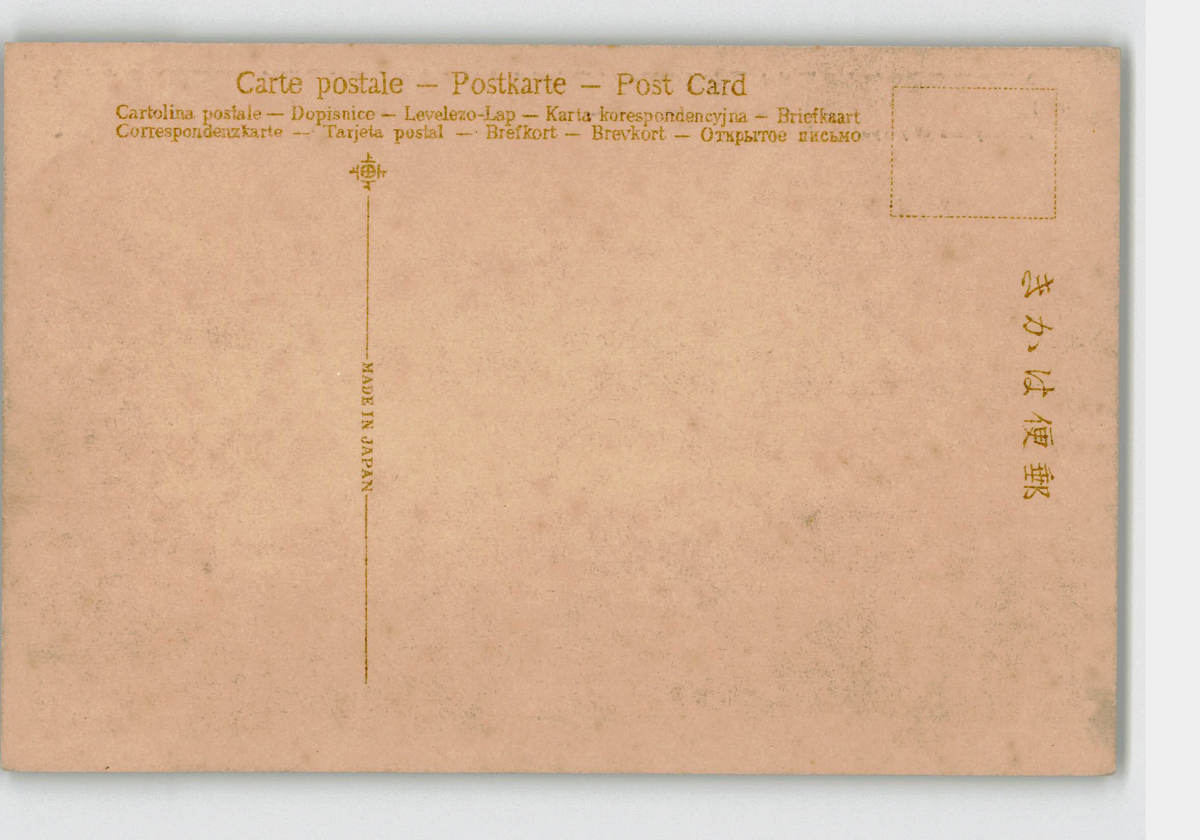 Carte postale — Postkarte — Post Card
Cartolina postale — Dopisnice — Levelezo-Lap — Karta korespondencyjna — Briefkaart
Correspondenzkarte — Tarjeta postal — Brefkort — Brevkort — Открытое письмо
MADE IN JAPAN
きかは便郵